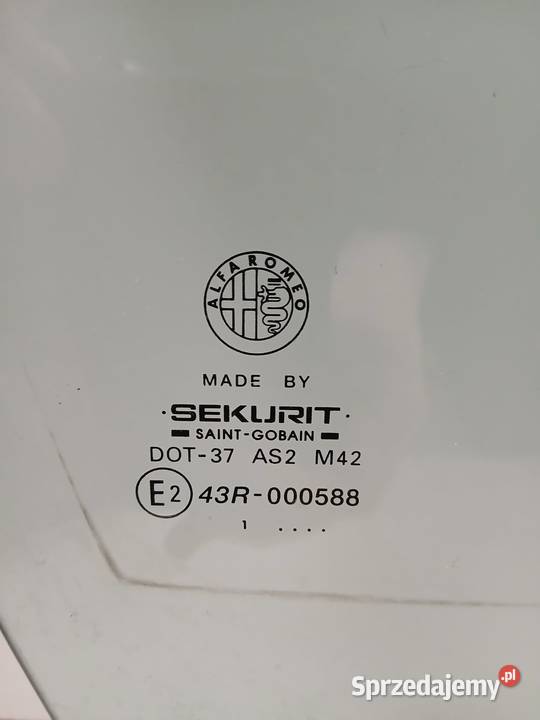 ALFA ROMEO
MADE BY
·SEKURIT·
SAINT-GOBAIN
DOT-37 AS2 M42
E2 43R-000588
1 ....
Sprzedajemy.pl